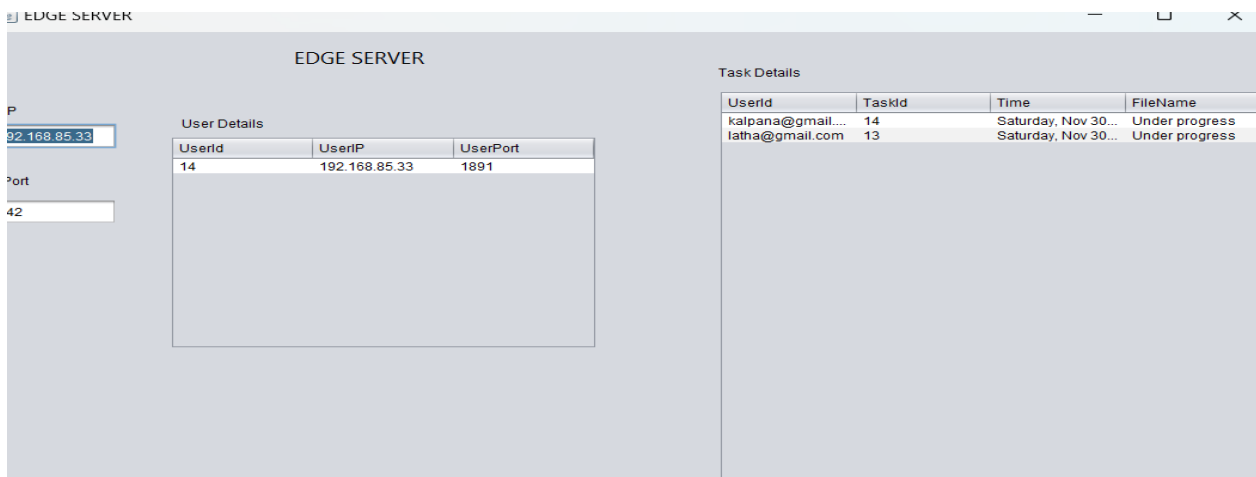 EDGE SERVER
EDGE SERVER
Task Details
P
92.168.85.33
Port
42
User Details
UserId UserIP UserPort
14 192.168.85.33 1891
UserId TaskId Time FileName
kalpana@gmail.... 14 Saturday, Nov 30... Under progress
latha@gmail.com 13 Saturday, Nov 30... Under progress